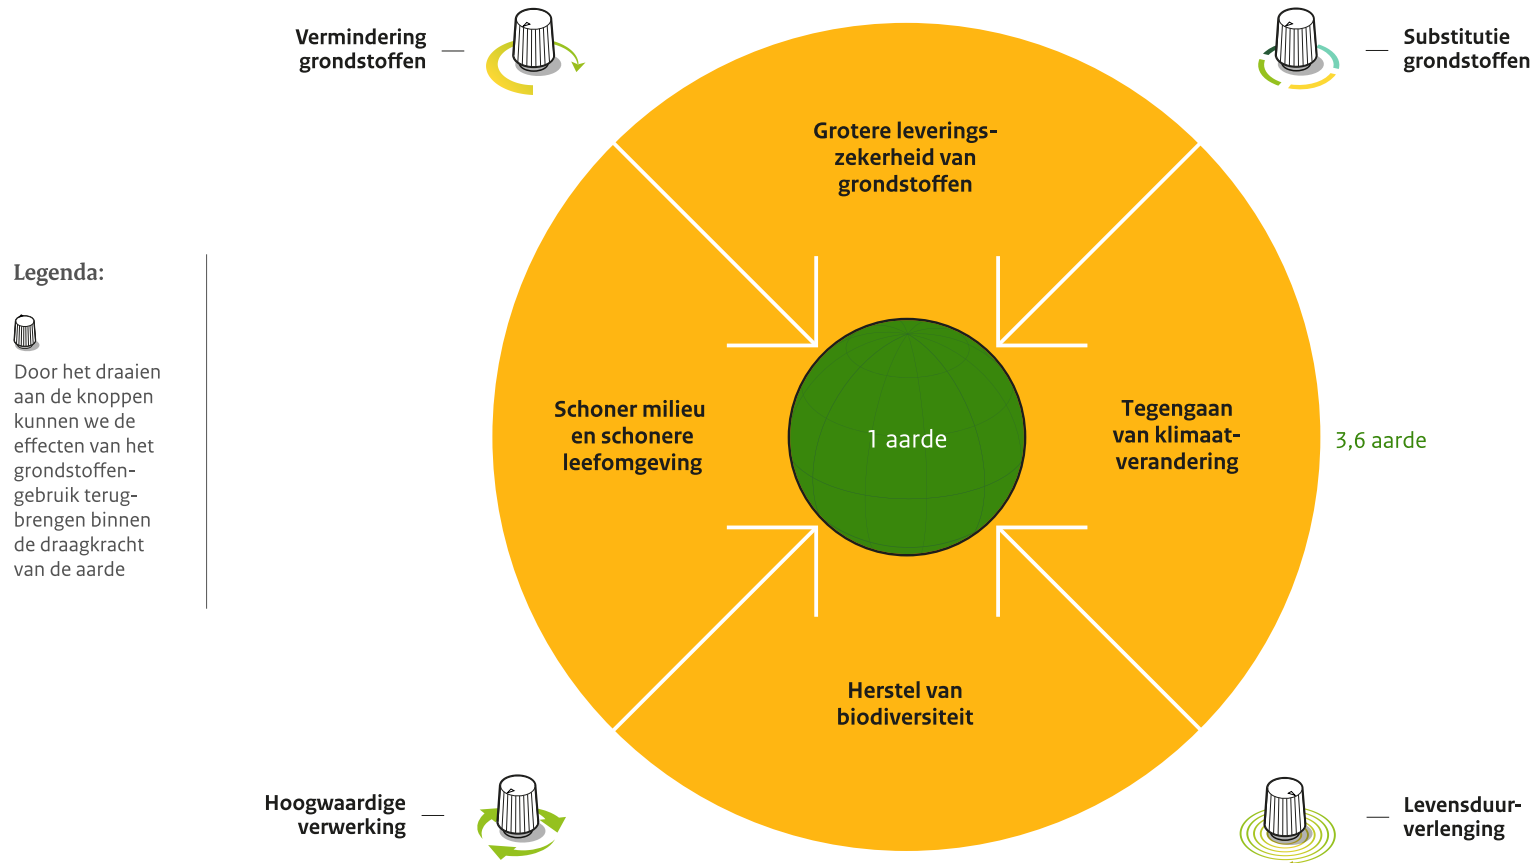 Vermindering
grondstoffen
Substitutie
grondstoffen
Grotere leverings-
zekerheid van
grondstoffen
Legenda:
Door het draaien
aan de knoppen
kunnen we de
effecten van het
grondstoffen-
gebruik terug-
brengen binnen
de draagkracht
van de aarde
Schoner milieu
en schonere
leefomgeving
1 aarde
Tegengaan
van klimaat-
verandering
3,6 aarde
Herstel van
biodiversiteit
Hoogwaardige
verwerking
Levensduur-
verlenging